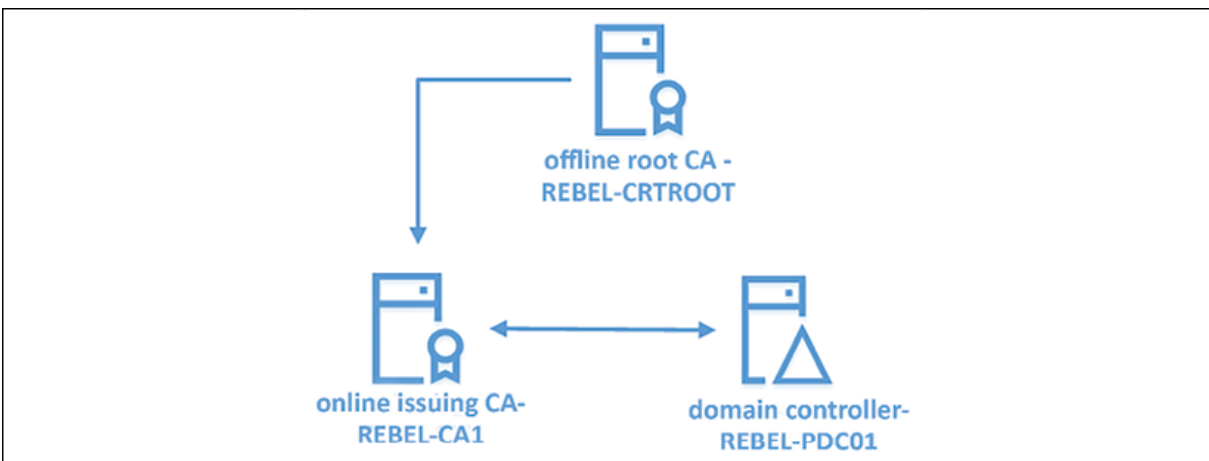 offline root CA -
REBEL-CRTROOT
online issuing CA-
REBEL-CA1
domain controller-
REBEL-PDC01